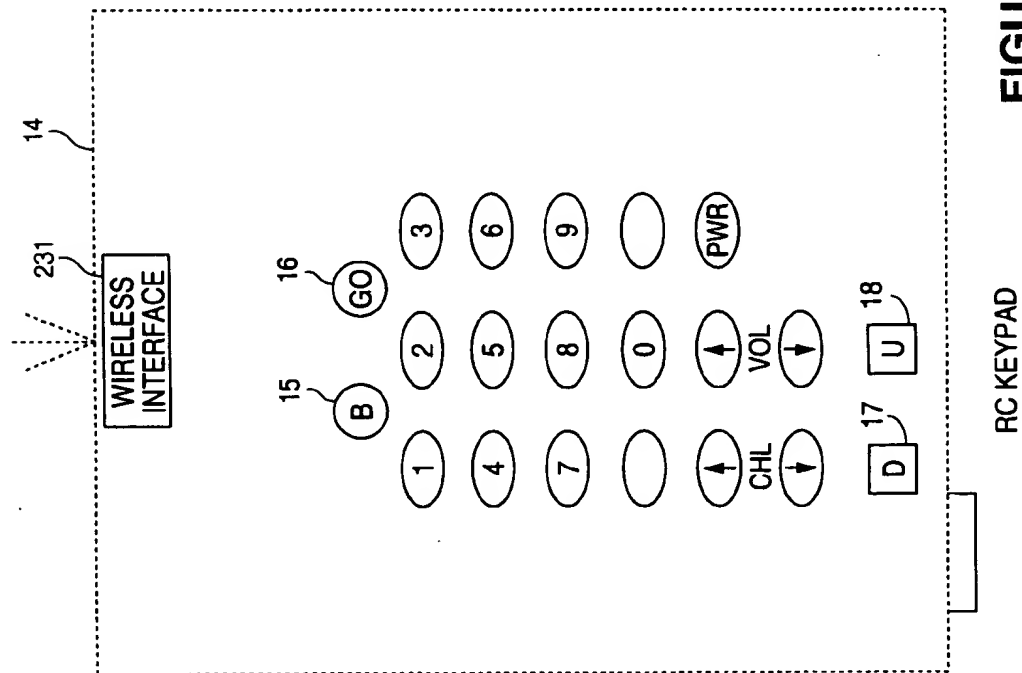 14
231
WIRELESS
INTERFACE
15
B
16
GO
1 2 3
4 5 6
7 8 9
0
↑ ↑ PWR
CHL VOL
↓ ↓
17
D
18
U
RC KEYPAD